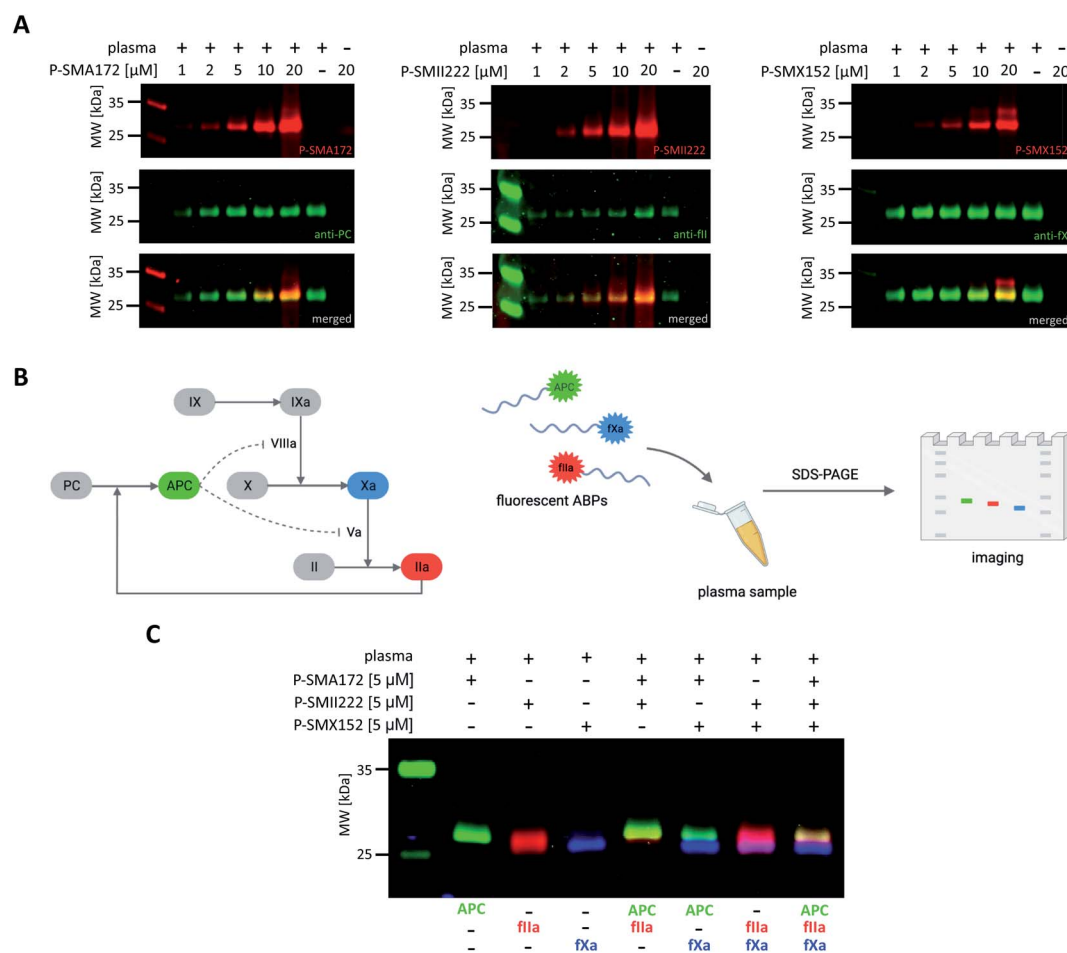 A
plasma + + + + + + –
P-SMA172 [µM] 1 2 5 10 20 – 20
MW [kDa]
35
25
P-SMA172
MW [kDa]
35
25
anti-PC
MW [kDa]
35
25
merged
plasma + + + + + + –
P-SMII222 [µM] 1 2 5 10 20 – 20
MW [kDa]
35
25
P-SMII222
MW [kDa]
35
25
anti-fII
MW [kDa]
35
25
merged
plasma + + + + + + –
P-SMX152 [µM] 1 2 5 10 20 – 20
MW [kDa]
35
25
P-SMX152
MW [kDa]
35
25
anti-fX
MW [kDa]
35
25
merged
B
IX IXa
VIIIa
PC APC X Xa
Va
II IIa
APC
fXa
fIIa
fluorescent ABPs
plasma sample
SDS-PAGE
imaging
C
plasma + + + + + + +
P-SMA172 [5 µM] + – – + + – +
P-SMII222 [5 µM] – + – + – + +
P-SMX152 [5 µM] – – + – + + +
MW [kDa]
35
25
APC – – APC APC – APC
– fIIa – fIIa fIIa fIIa
– – fXa fXa fXa fXa